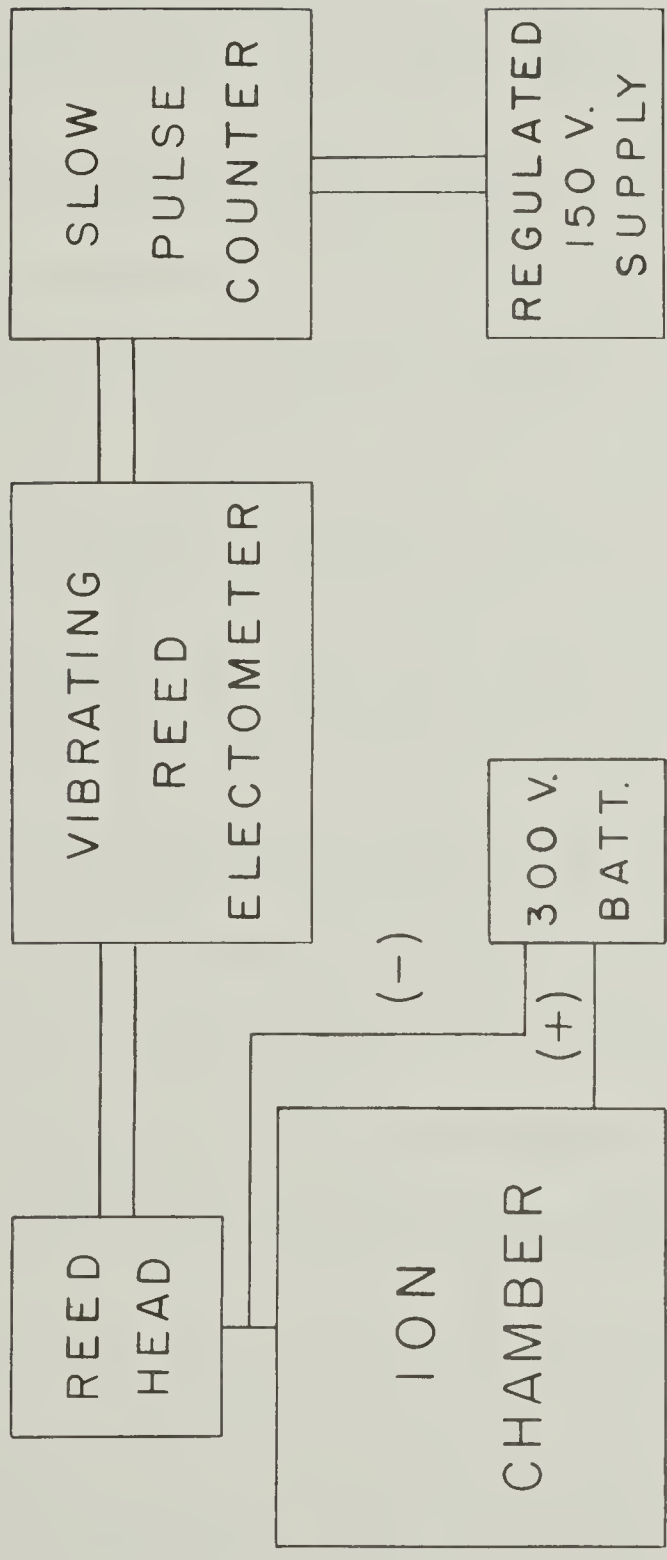 REED
HEAD
VIBRATING
REED
ELECTOMETER
SLOW
PULSE
COUNTER
ION
CHAMBER
(-)
(+)
300 V.
BATT.
REGULATED
150 V.
SUPPLY